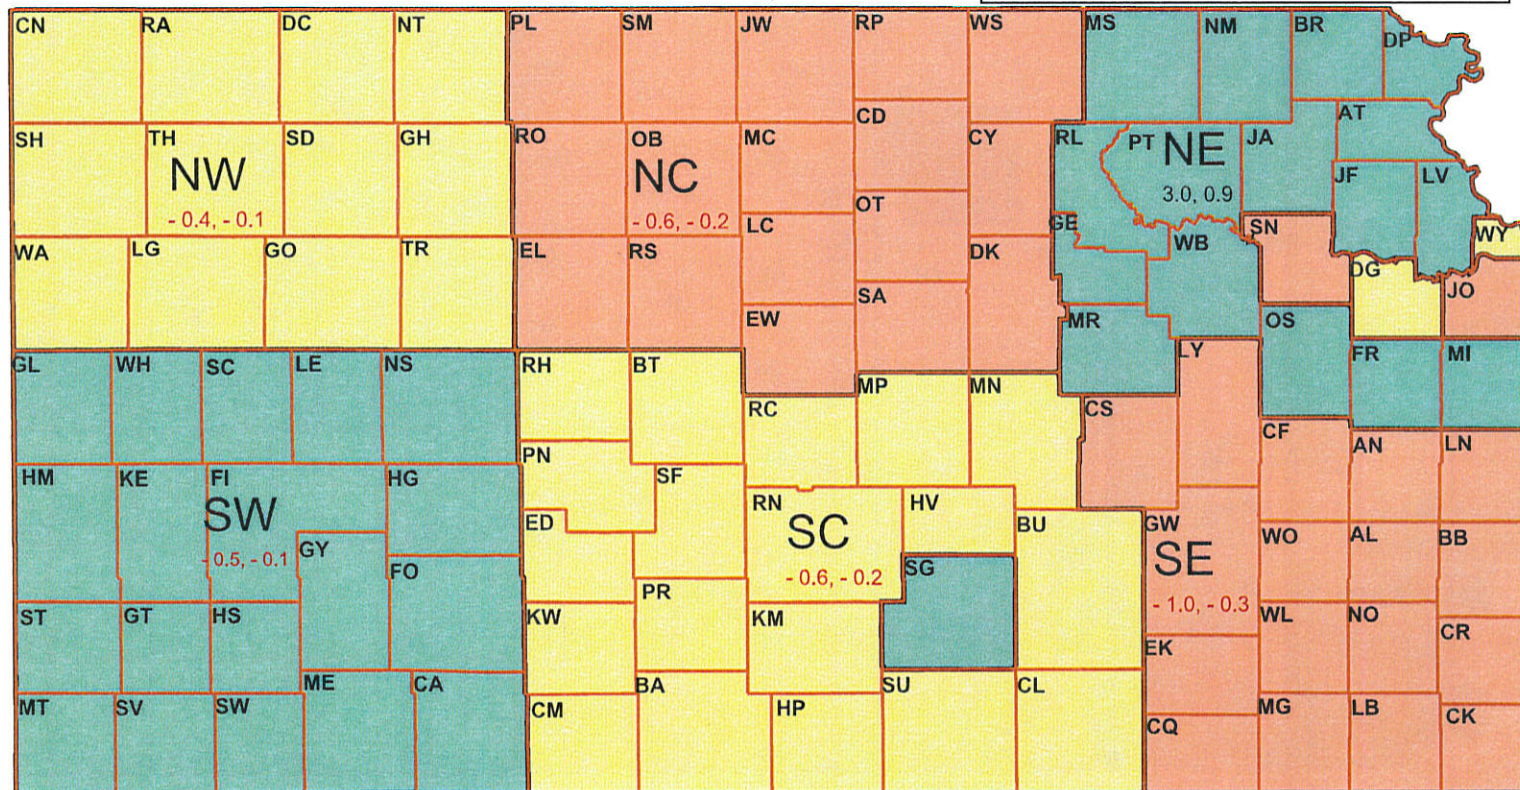 CN RA DC NT PL SM JW RP WS MS NM BR DP
CD AT
SH TH SD GH RO OB MC CY RL PT NE JA
NW NC JF LV
- 0.4, - 0.1 - 0.6, - 0.2 3.0, 0.9
OT
LC GE SN WY
WA LG GO TR EL RS DK WB
DG
SA JO
EW MR OS
GL WH SC LE NS RH BT LY FR MI
MP MN
RC CS
CF
PN AN LN
HM KE FI HG SF
SW RN HV
ED SC BU GW
- 0.5, - 0.1 GY SE WO AL BB
FO SG
- 0.6, - 0.2
PR - 1.0, - 0.3
ST GT HS KW KM WL NO
CR
EK
ME CA BA SU CL
MT SV SW CM HP MG LB CK
CQ